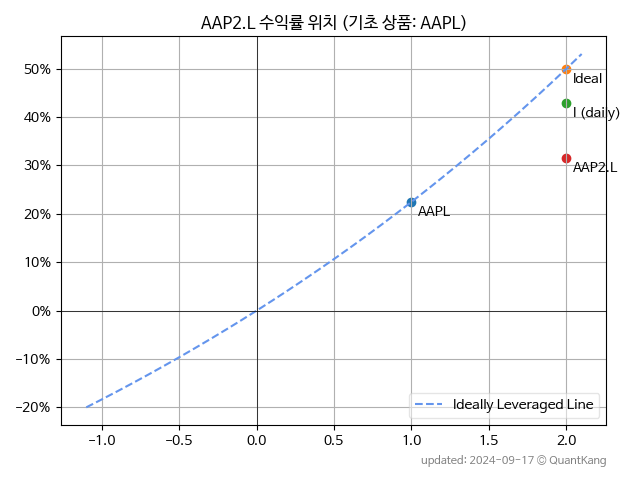 AAP2.L 수익률 위치 (기초 상품: AAPL)
50%
40%
30%
20%
10%
0%
−10%
−20%
Ideal
I (daily)
AAP2.L
AAPL
Ideally Leveraged Line
−1.0 −0.5 0.0 0.5 1.0 1.5 2.0
updated: 2024-09-17 © QuantKang